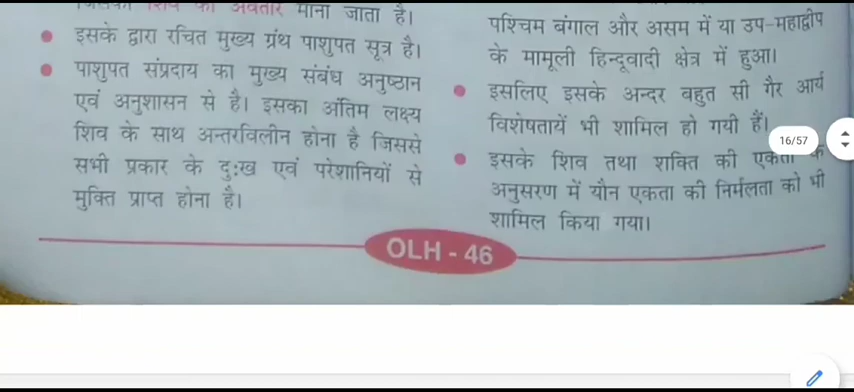 जिसको शिव का अवतार माना जाता है।
इसके द्वारा रचित मुख्य ग्रंथ पाशुपत सूत्र है।
पाशुपत संप्रदाय का मुख्य संबंध अनुष्ठान
एवं अनुशासन से है। इसका अंतिम लक्ष्य
शिव के साथ अन्तरविलीन होना है जिससे
सभी प्रकार के दुःख एवं परेशानियों से
मुक्ति प्राप्त होना है।
पश्चिम बंगाल और असम में या उप-महाद्वीप
के मामूली हिन्दूवादी क्षेत्र में हुआ।
इसलिए इसके अन्दर बहुत सी गैर आर्य
विशेषतायें भी शामिल हो गयी हैं।
इसके शिव तथा शक्ति की एकता के
अनुसरण में यौन एकता की निर्मलता को भी
शामिल किया गया।
16/57
OLH - 46